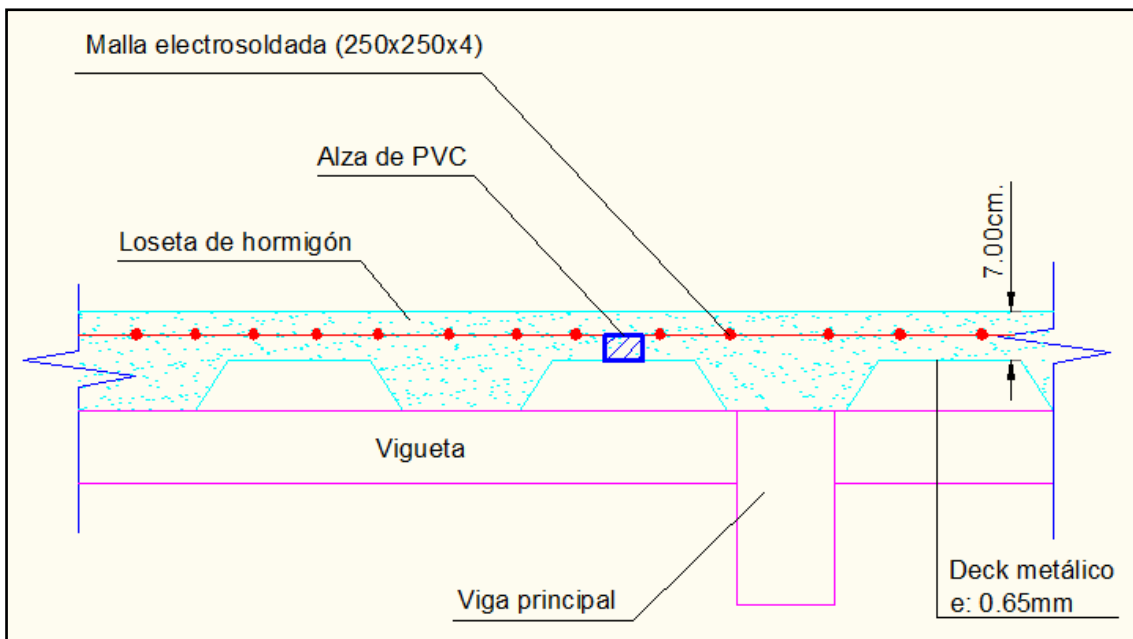 Malla electrosoldada (250x250x4)
Alza de PVC
Loseta de hormigón
7.00cm.
Vigueta
Viga principal
Deck metálico
e: 0.65mm